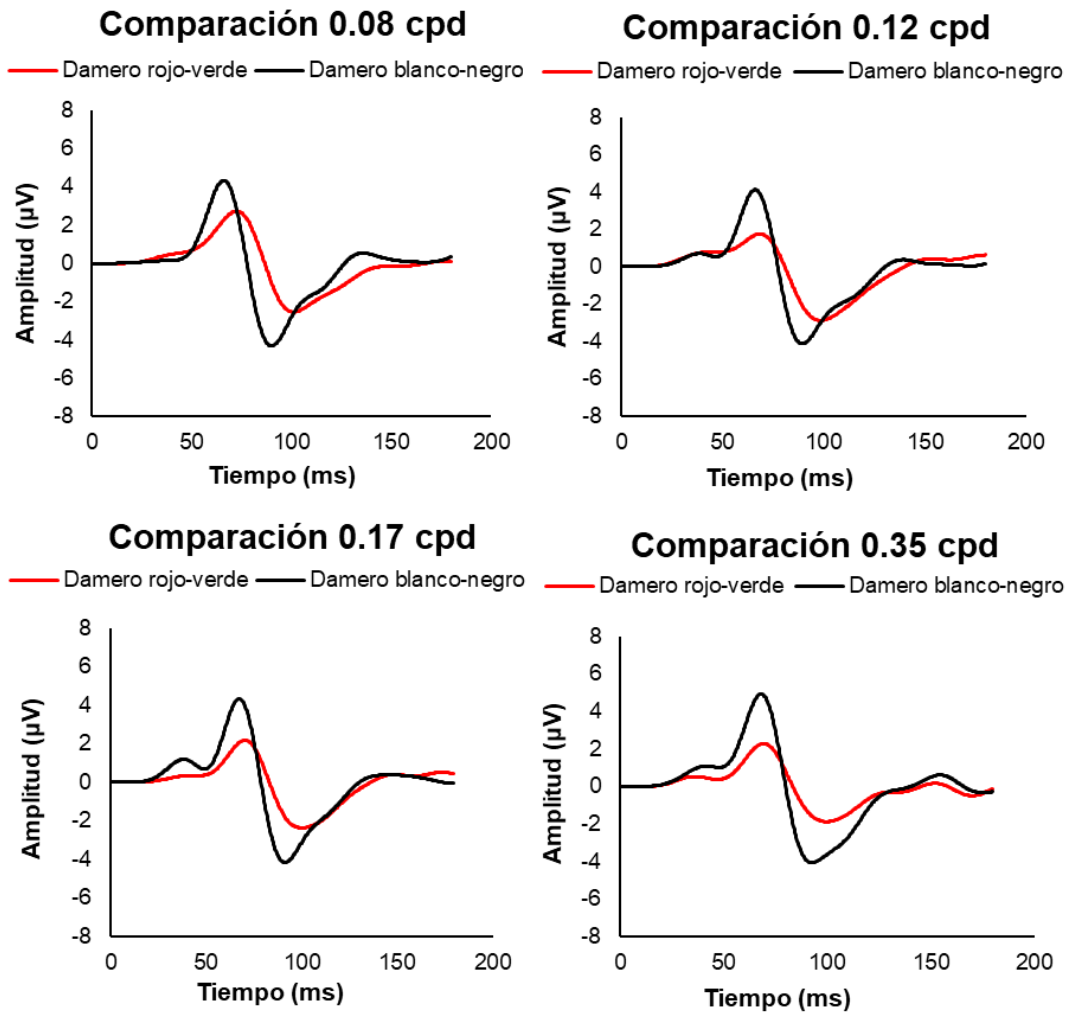 Comparación 0.08 cpd
Damero rojo-verde Damero blanco-negro
8
6
4
2
0
-2
-4
-6
-8
Amplitud (µV)
0 50 100 150 200
Tiempo (ms)
Comparación 0.12 cpd
Damero rojo-verde Damero blanco-negro
8
6
4
2
0
-2
-4
-6
-8
Amplitud (µV)
0 50 100 150 200
Tiempo (ms)
Comparación 0.17 cpd
Damero rojo-verde Damero blanco-negro
8
6
4
2
0
-2
-4
-6
-8
Amplitud (µV)
0 50 100 150 200
Tiempo (ms)
Comparación 0.35 cpd
Damero rojo-verde Damero blanco-negro
8
6
4
2
0
-2
-4
-6
-8
Amplitud (µV)
0 50 100 150 200
Tiempo (ms)